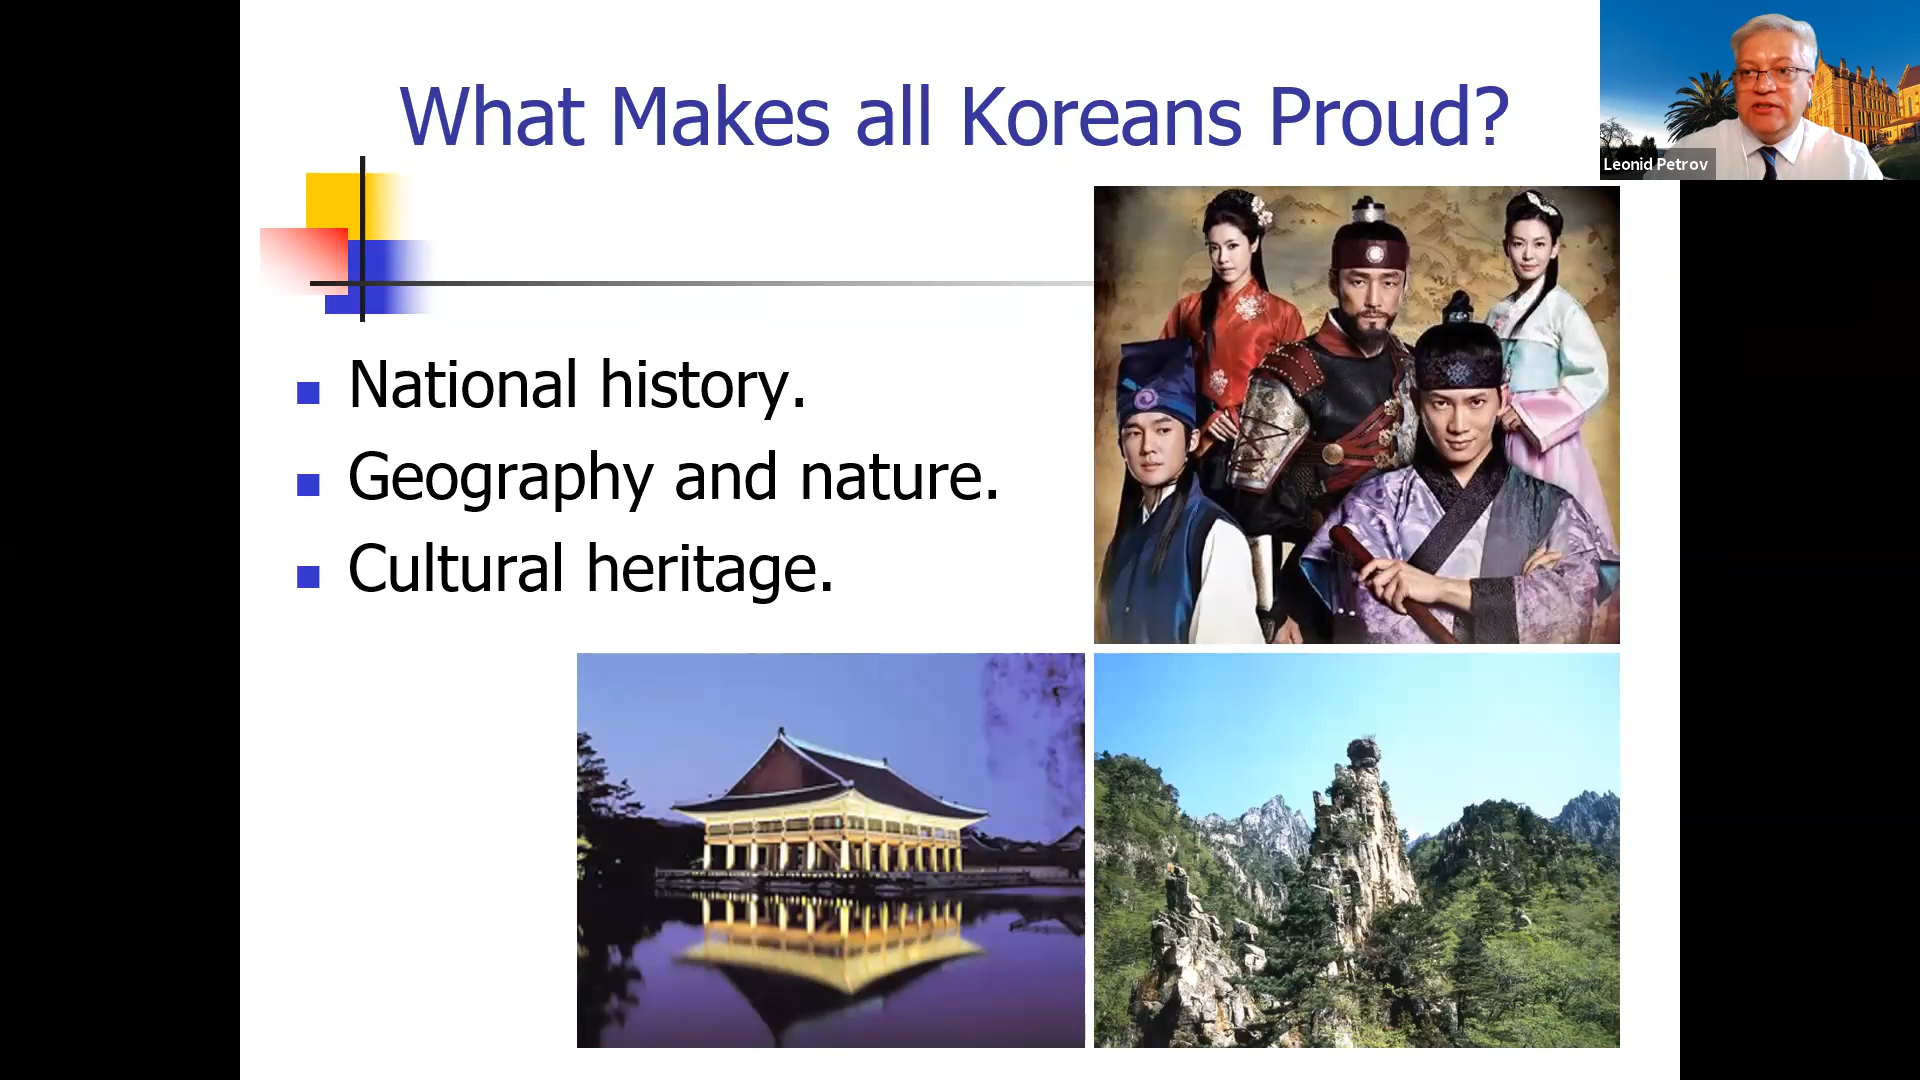 What Makes all Koreans Proud?
Leonid Petrov
National history.
Geography and nature.
Cultural heritage.